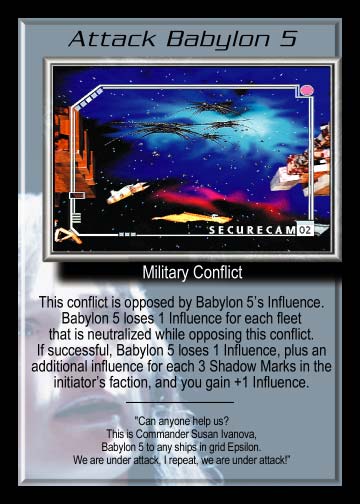 Attack Babylon 5
SECURECAM 02
Military Conflict
This conflict is opposed by Babylon 5's Influence.
Babylon 5 loses 1 Influence for each fleet
that is neutralized while opposing this conflict.
If successful, Babylon 5 loses 1 Influence, plus an
additional influence for each 3 Shadow Marks in the
initiator's faction, and you gain +1 Influence.
"Can anyone help us?
This is Commander Susan Ivanova,
Babylon 5 to any ships in grid Epsilon.
We are under attack, I repeat, we are under attack!"